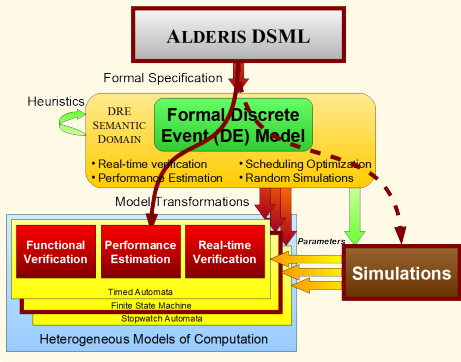 ALDERIS DSML
Formal Specification
Heuristics
DRE
SEMANTIC
DOMAIN
Formal Discrete
Event (DE) Model
• Real-time verification
• Performance Estimation
• Scheduling Optimization
• Random Simulations
Model Transformations
Parameters
Functional
Verification
Performance
Estimation
Real-time
Verification
Simulations
Timed Automata
Finite State Machine
Stopwatch Automata
Heterogeneous Models of Computation